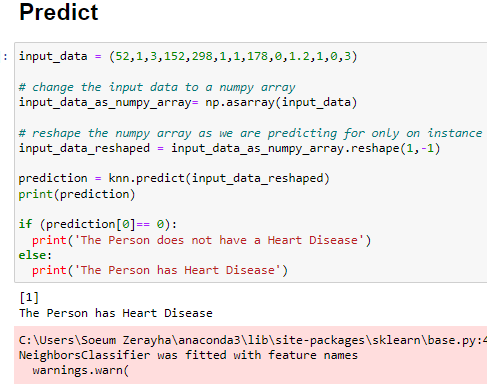 Predict
: input_data = (52,1,3,152,298,1,1,178,0,1.2,1,0,3)
# change the input data to a numpy array
input_data_as_numpy_array= np.asarray(input_data)
# reshape the numpy array as we are predicting for only on instance
input_data_reshaped = input_data_as_numpy_array.reshape(1,-1)
prediction = knn.predict(input_data_reshaped)
print(prediction)
if (prediction[0]== 0):
print('The Person does not have a Heart Disease')
else:
print('The Person has Heart Disease')
[1]
The Person has Heart Disease
C:\Users\Soeum Zerayha\anaconda3\lib\site-packages\sklearn\base.py:4
NeighborsClassifier was fitted with feature names
warnings.warn(